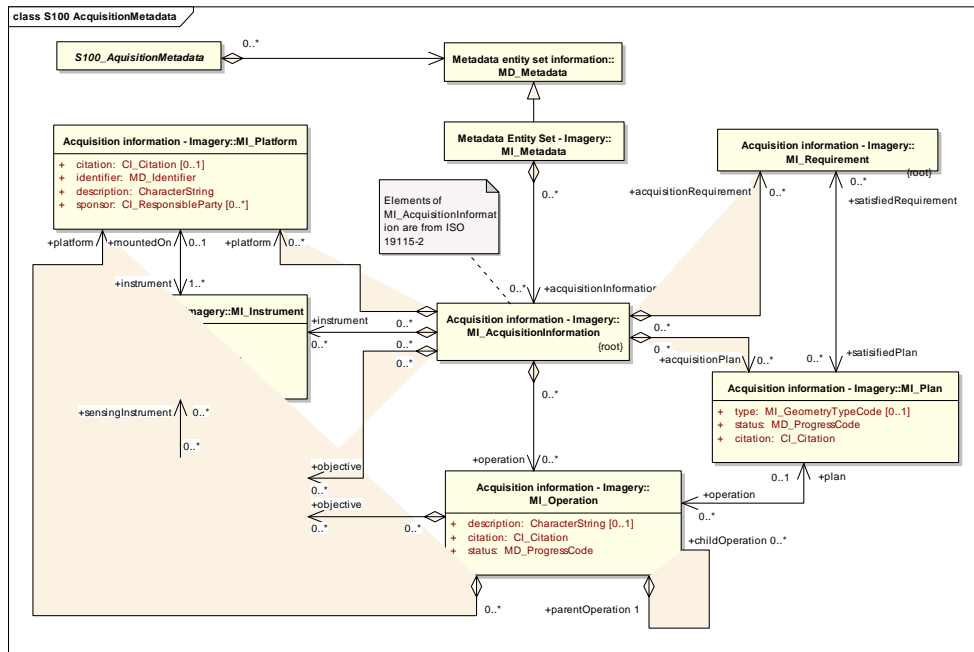 class S100 AcquisitionMetadata
S100_AqusitionMetadata
0..*
Metadata entity set information::
MD_Metadata
Metadata Entity Set - Imagery::
MI_Metadata
0..*
Acquisition information - Imagery::MI_Platform
+ citation: CI_Citation [0..1]
+ identifier: MD_Identifier
+ description: CharacterString
+ sponsor: CI_ResponsibleParty [0..*]
Elements of
MI_AcquisitionInformat
ion are from ISO
19115-2
Acquisition information - Imagery::
MI_Requirement
{root}
+acquisitionRequirement
0..*
0..*
+satisfiedRequirement
+platform
+mountedOn
0..1
+platform
0..*
+instrument
1..*
0..*
+acquisitionInformation
magery::MI_Instrument
+instrument
0..*
0..*
0..*
0..*
Acquisition information - Imagery::
MI_AcquisitionInformation
{root}
0..*
0..*
+acquisitionPlan
0..*
0..*
+satisifiedPlan
Acquisition information - Imagery::MI_Plan
+ type: MI_GeometryTypeCode [0..1]
+ status: MD_ProgressCode
+ citation: CI_Citation
+sensingInstrument
0..*
0..*
0..*
+operation
0..*
+objective
0..*
+objective
0..*
0..*
Acquisition information - Imagery::
MI_Operation
+ description: CharacterString [0..1]
+ citation: CI_Citation
+ status: MD_ProgressCode
0..1
+plan
+operation
0..*
+childOperation 0..*
0..*
+parentOperation 1